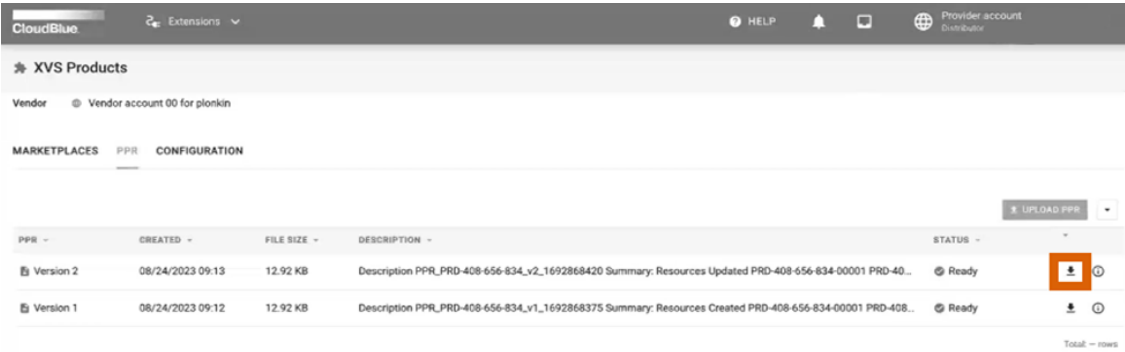 CloudBlue. Extensions HELP Provider account
Distributor
XVS Products
Vendor Vendor account 00 for plonkin
MARKETPLACES PPR CONFIGURATION
UPLOAD PPR
PPR CREATED FILE SIZE DESCRIPTION STATUS
Version 2 08/24/2023 09:13 12.92 KB Description PPR_PRD-408-656-834_v2_1692868420 Summary: Resources Updated PRD-408-656-834-00001 PRD-40... Ready
Version 1 08/24/2023 09:12 12.92 KB Description PPR_PRD-408-656-834_v1_1692868375 Summary: Resources Created PRD-408-656-834-00001 PRD-408... Ready
Total: — rows